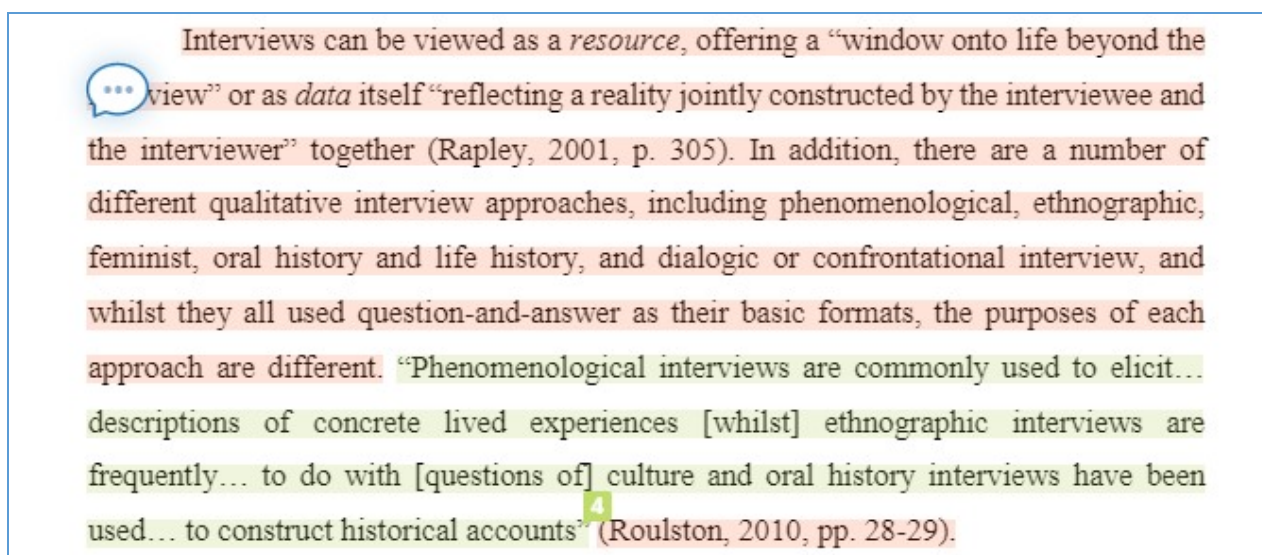 Interviews can be viewed as a resource, offering a “window onto life beyond the
view” or as data itself “reflecting a reality jointly constructed by the interviewee and
the interviewer” together (Rapley, 2001, p. 305). In addition, there are a number of
different qualitative interview approaches, including phenomenological, ethnographic,
feminist, oral history and life history, and dialogic or confrontational interview, and
whilst they all used question-and-answer as their basic formats, the purposes of each
approach are different. “Phenomenological interviews are commonly used to elicit…
descriptions of concrete lived experiences [whilst] ethnographic interviews are
frequently… to do with [questions of] culture and oral history interviews have been
4
used… to construct historical accounts” (Roulston, 2010, pp. 28-29).